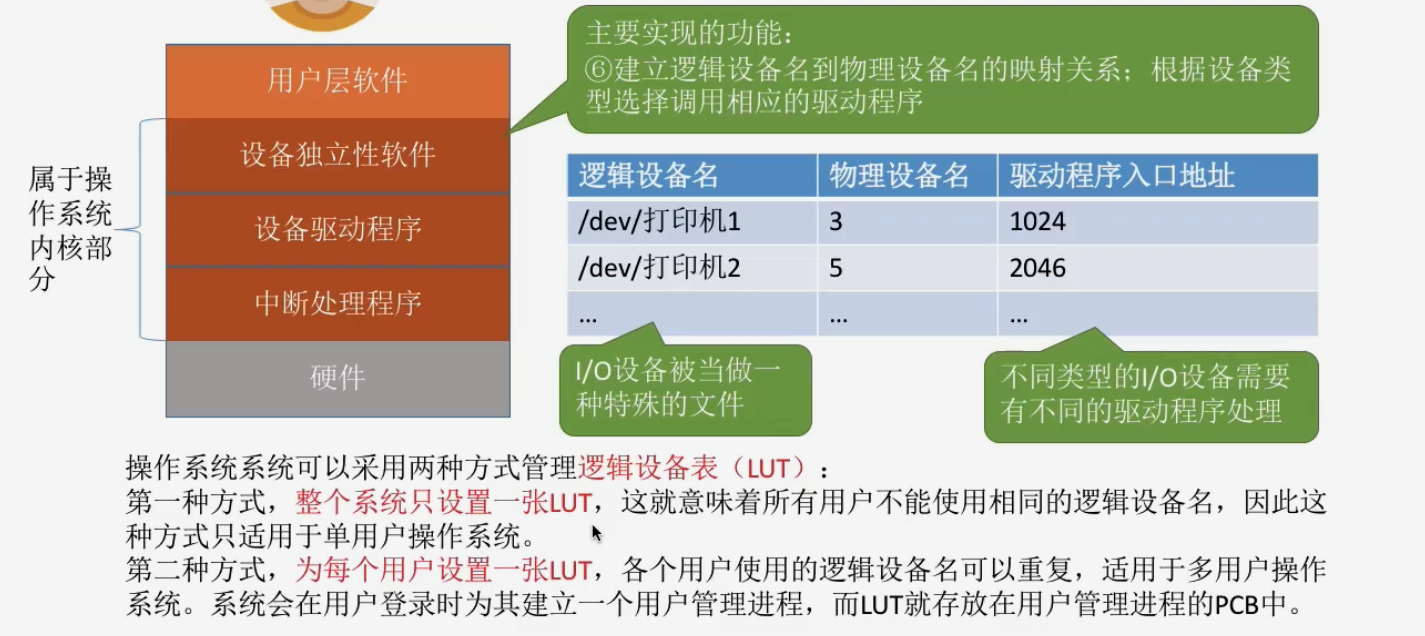 主要实现的功能：
⑥建立逻辑设备名到物理设备名的映射关系；根据设备类
型选择调用相应的驱动程序
用户层软件
设备独立性软件
设备驱动程序
中断处理程序
硬件
属于操
作系统
内核部
分
逻辑设备名 物理设备名 驱动程序入口地址
/dev/打印机1 3 1024
/dev/打印机2 5 2046
... ... ...
I/O设备被当做一
种特殊的文件
不同类型的I/O设备需要
有不同的驱动程序处理
操作系统系统可以采用两种方式管理逻辑设备表（LUT）：
第一种方式，整个系统只设置一张LUT，这就意味着所有用户不能使用相同的逻辑设备名，因此这
种方式只适用于单用户操作系统。
第二种方式，为每个用户设置一张LUT，各个用户使用的逻辑设备名可以重复，适用于多用户操作
系统。系统会在用户登录时为其建立一个用户管理进程，而LUT就存放在用户管理进程的PCB中。